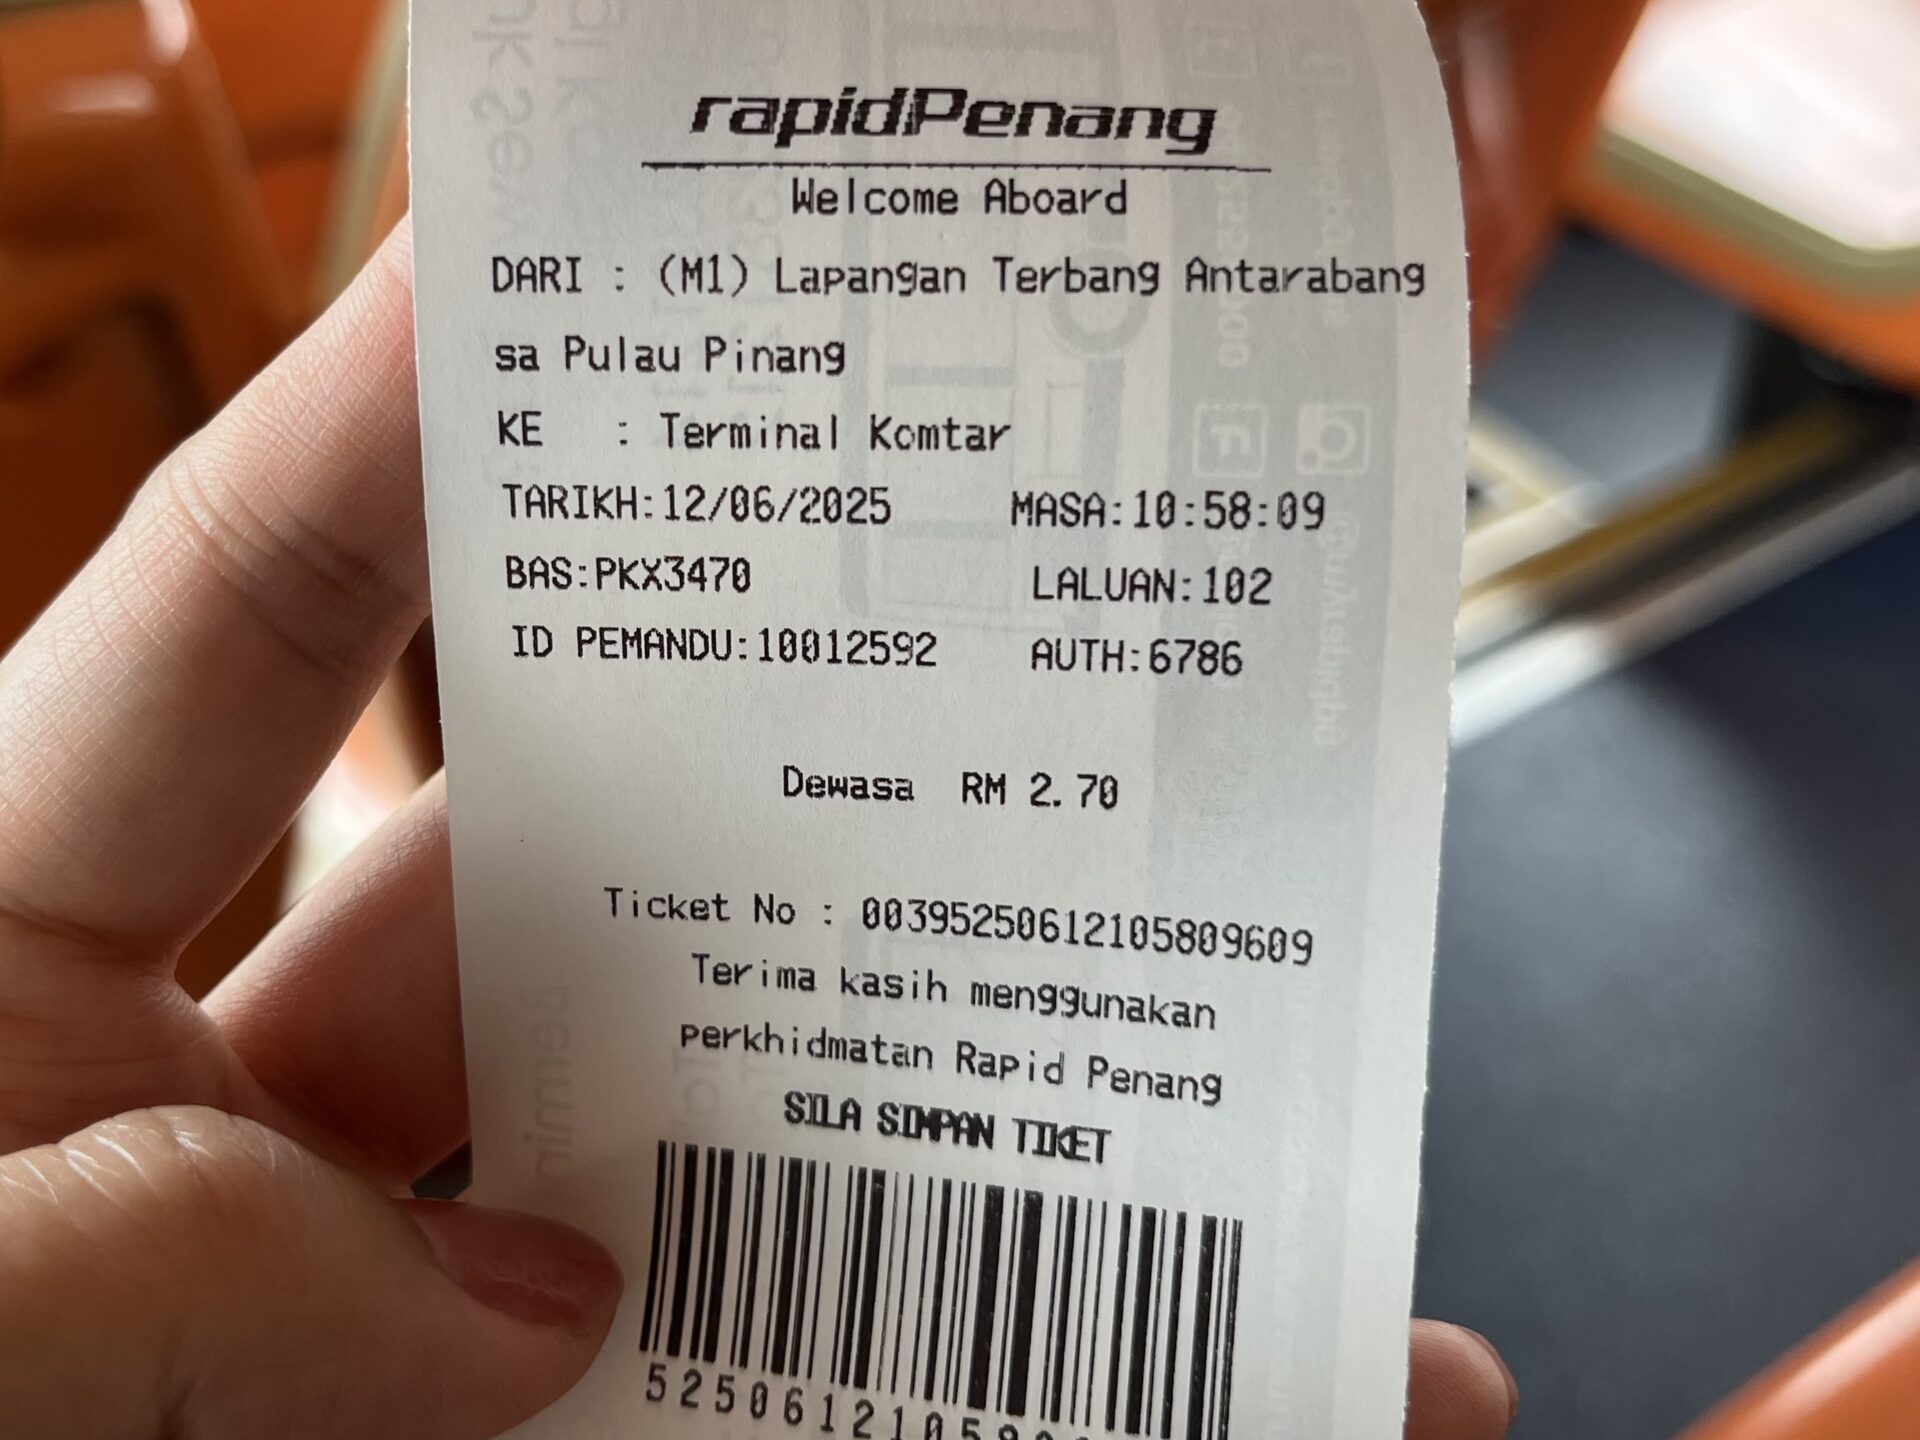 rapidPenang
Welcome Aboard
DARI : (M1) Lapangan Terbang Antarabang
sa Pulau Pinang
KE : Terminal Komtar
TARIKH:12/06/2025 MASA:10:58:09
BAS:PKX3470 LALUAN:102
ID PEMANDU:10012592 AUTH:6786
Dewasa RM 2.70
Ticket No : 00395250612105809609
Terima kasih menggunakan
perkhidmatan Rapid Penang
SILA SIMPAN TIKET